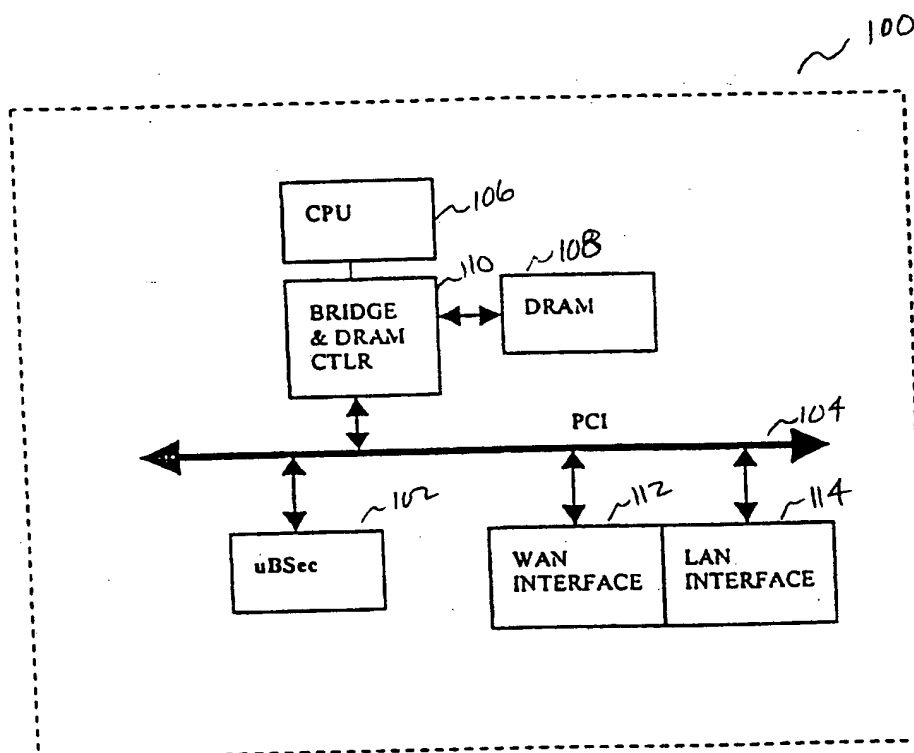 100
CPU
106
110
108
BRIDGE
& DRAM
CTLR
DRAM
PCI
104
102
112
114
uBSec
WAN
INTERFACE
LAN
INTERFACE